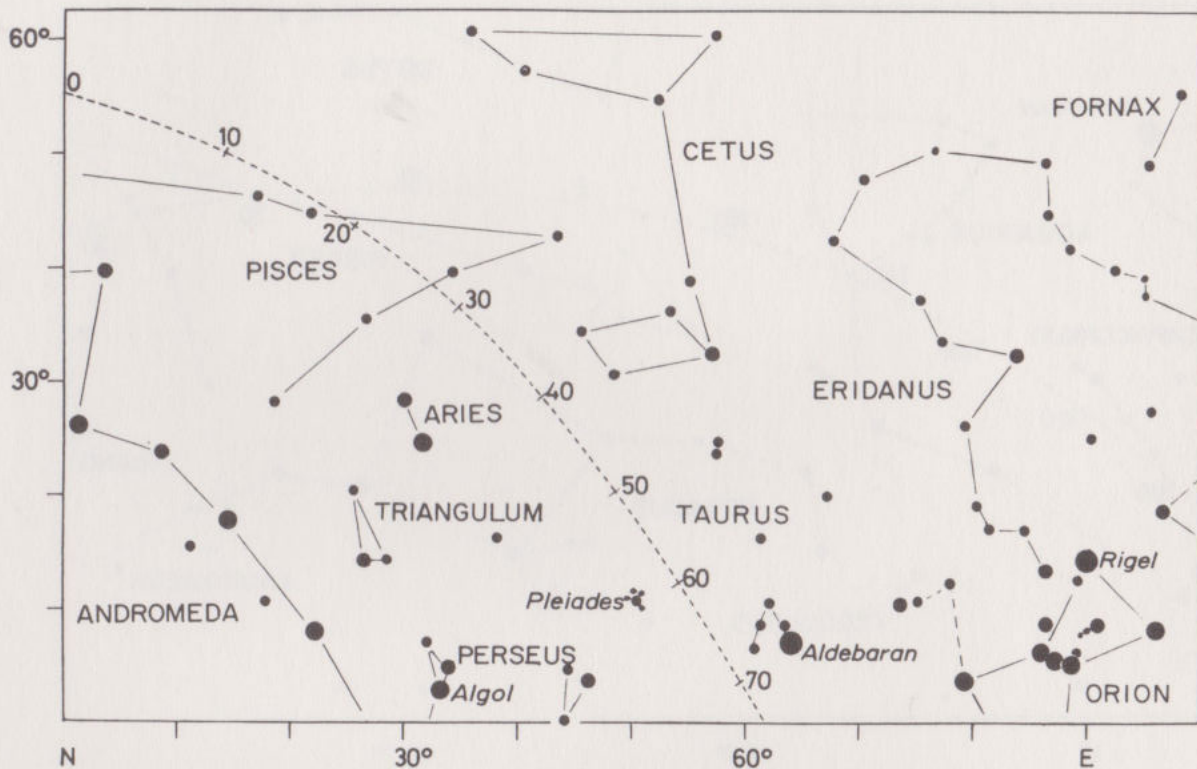 60°
0
10
FORNAX
CETUS
20
PISCES
30
30°
40
ERIDANUS
ARIES
50
TRIANGULUM
TAURUS
60
Rigel
Pleiades
ANDROMEDA
PERSEUS
Aldebaran
70
Algol
ORION
N
30°
60°
E